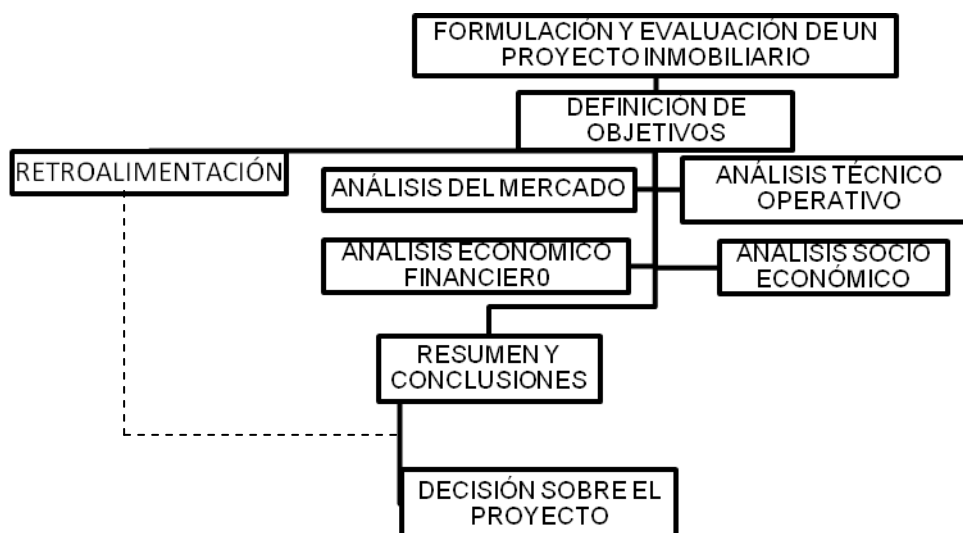 FORMULACIÓN Y EVALUACIÓN DE UN
PROYECTO INMOBILIARIO
DEFINICIÓN DE
OBJETIVOS
RETROALIMENTACIÓN
ANÁLISIS DEL MERCADO
ANÁLISIS TÉCNICO
OPERATIVO
ANÁLISIS ECONÓMICO
FINANCIER0
ANÁLISIS SOCIO
ECONÓMICO
RESUMEN Y
CONCLUSIONES
DECISIÓN SOBRE EL
PROYECTO